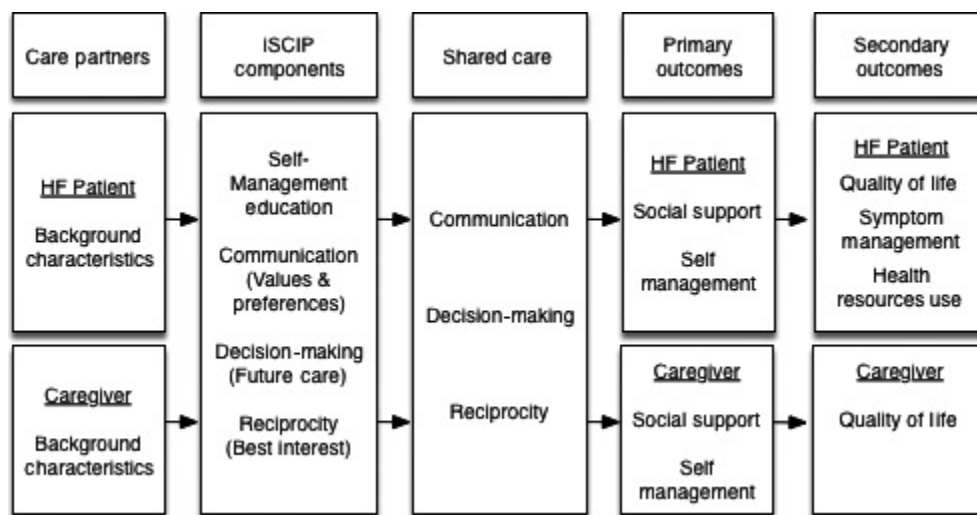 Care partners
ISCIP
components
Shared care
Primary
outcomes
Secondary
outcomes
HF Patient
Background
characteristics
Caregiver
Background
characteristics
Self-
Management
education
Communication
(Values &
preferences)
Decision-making
(Future care)
Reciprocity
(Best interest)
Communication
Decision-making
Reciprocity
HF Patient
Social support
Self
management
Caregiver
Social support
Self
management
HF Patient
Quality of life
Symptom
management
Health
resources use
Caregiver
Quality of life